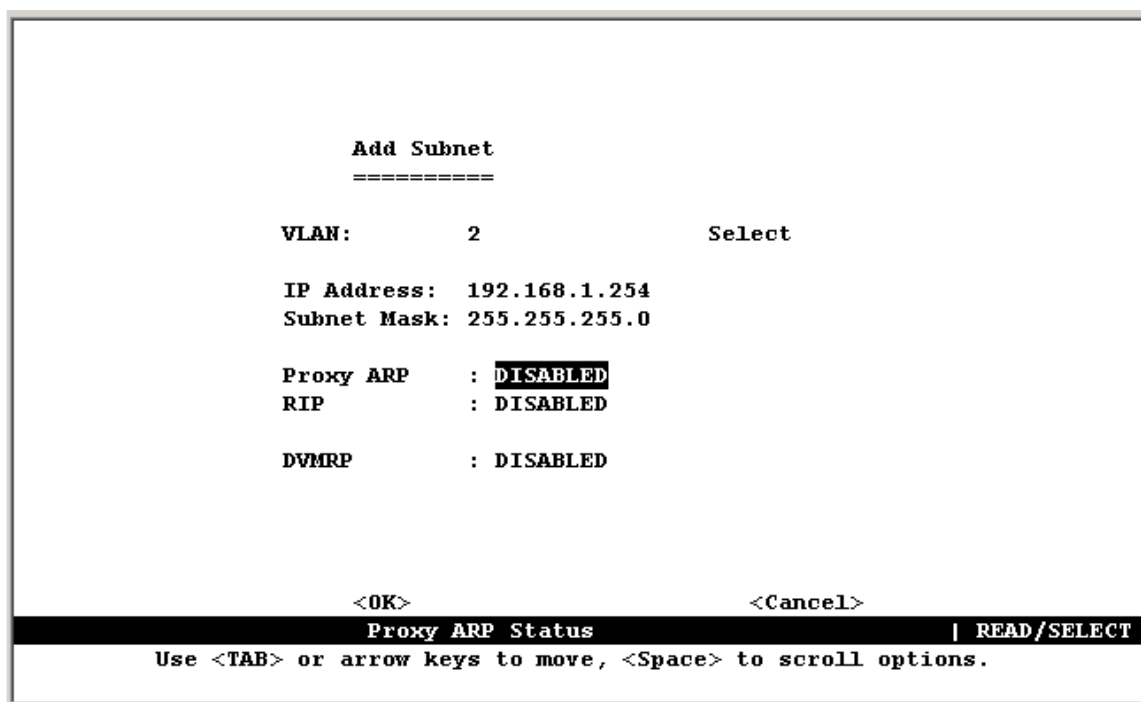 Add Subnet
==========
VLAN: 2 Select
IP Address: 192.168.1.254
Subnet Mask: 255.255.255.0
Proxy ARP : DISABLED
RIP : DISABLED
DVMRP : DISABLED
<OK> <Cancel>
Proxy ARP Status | READ/SELECT
Use <TAB> or arrow keys to move, <Space> to scroll options.